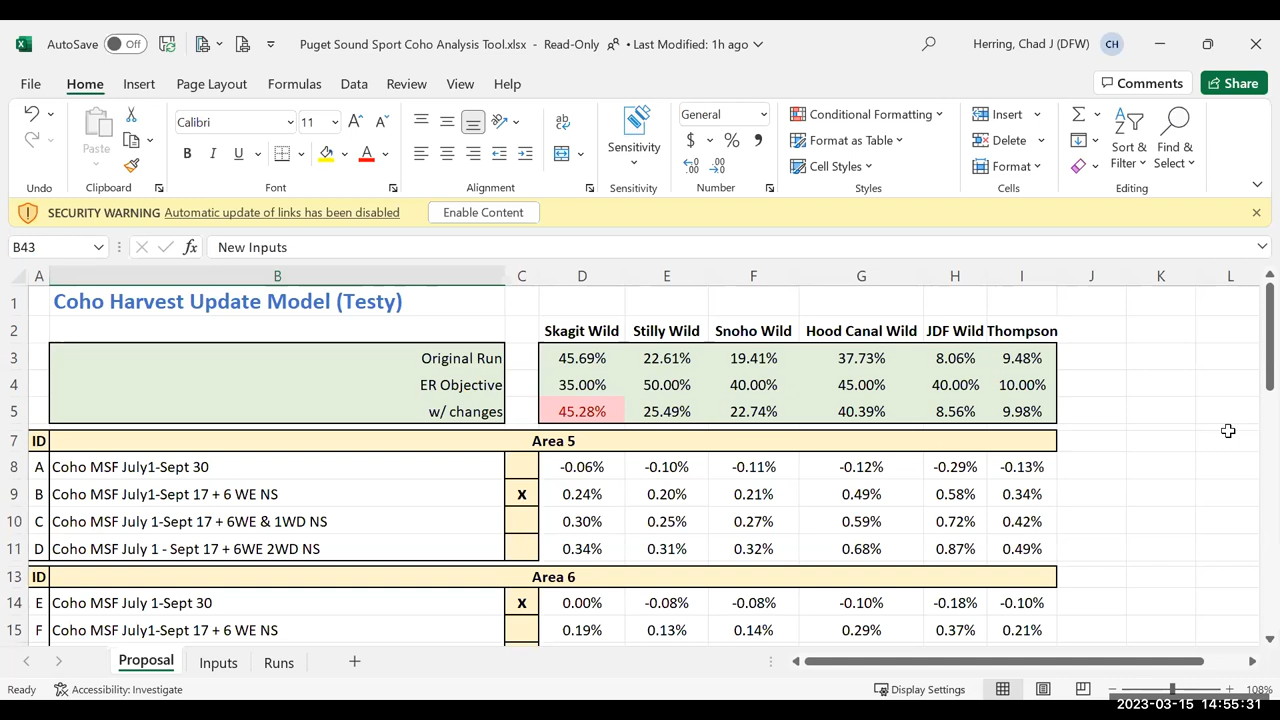 AutoSave Off Puget Sound Sport Coho Analysis Tool.xlsx - Read-Only • Last Modified: 1h ago Herring, Chad J (DFW) CH
File Home Insert Page Layout Formulas Data Review View Help Comments Share
Calibri 11 A A ab General Conditional Formatting Insert
Paste B I U A Sensitivity $ % Format as Table Delete Sort & Find &
Cell Styles Format Filter Select
Undo Clipboard Font Alignment Sensitivity Number Styles Cells Editing
SECURITY WARNING Automatic update of links has been disabled Enable Content
B43 fx New Inputs
A B C D E F G H I J K L
1 Coho Harvest Update Model (Testy)
2 Skagit Wild Stilly Wild Snoho Wild Hood Canal Wild JDF Wild Thompson
3 Original Run 45.69% 22.61% 19.41% 37.73% 8.06% 9.48%
4 ER Objective 35.00% 50.00% 40.00% 45.00% 40.00% 10.00%
5 w/ changes 45.28% 25.49% 22.74% 40.39% 8.56% 9.98%
7 ID Area 5
8 A Coho MSF July1-Sept 30 -0.06% -0.10% -0.11% -0.12% -0.29% -0.13%
9 B Coho MSF July1-Sept 17 + 6 WE NS X 0.24% 0.20% 0.21% 0.49% 0.58% 0.34%
10 C Coho MSF July 1-Sept 17 + 6WE & 1WD NS 0.30% 0.25% 0.27% 0.59% 0.72% 0.42%
11 D Coho MSF July 1 - Sept 17 + 6WE 2WD NS 0.34% 0.31% 0.32% 0.68% 0.87% 0.49%
13 ID Area 6
14 E Coho MSF July 1-Sept 30 X 0.00% -0.08% -0.08% -0.10% -0.18% -0.10%
15 F Coho MSF July1-Sept 17 + 6 WE NS 0.19% 0.13% 0.14% 0.29% 0.37% 0.21%
Proposal Inputs Runs
Ready Accessibility: Investigate Display Settings 108%
2023-03-15 14:55:31